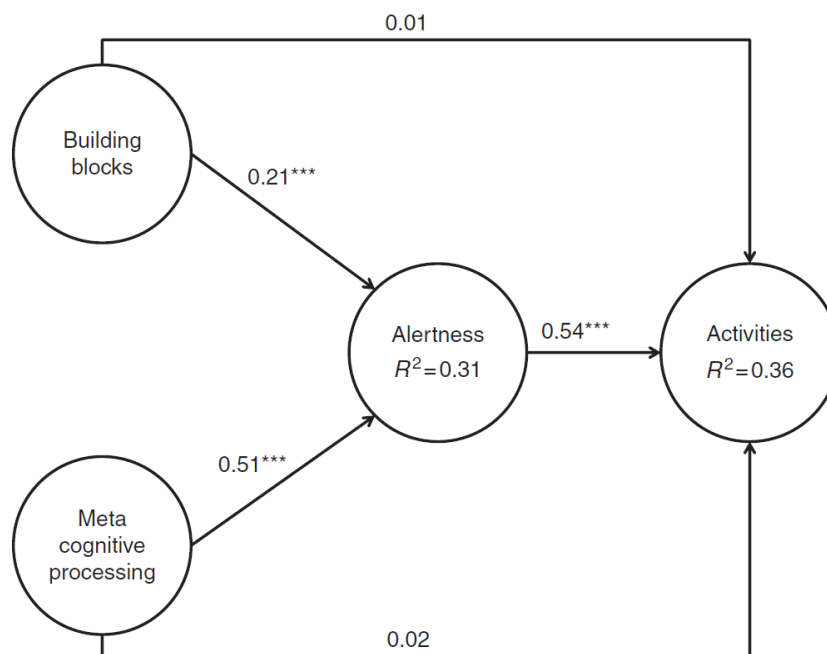 0.01
Building
blocks
0.21***
Alertness
R²=0.31
0.54***
Activities
R²=0.36
0.51***
Meta
cognitive
processing
0.02